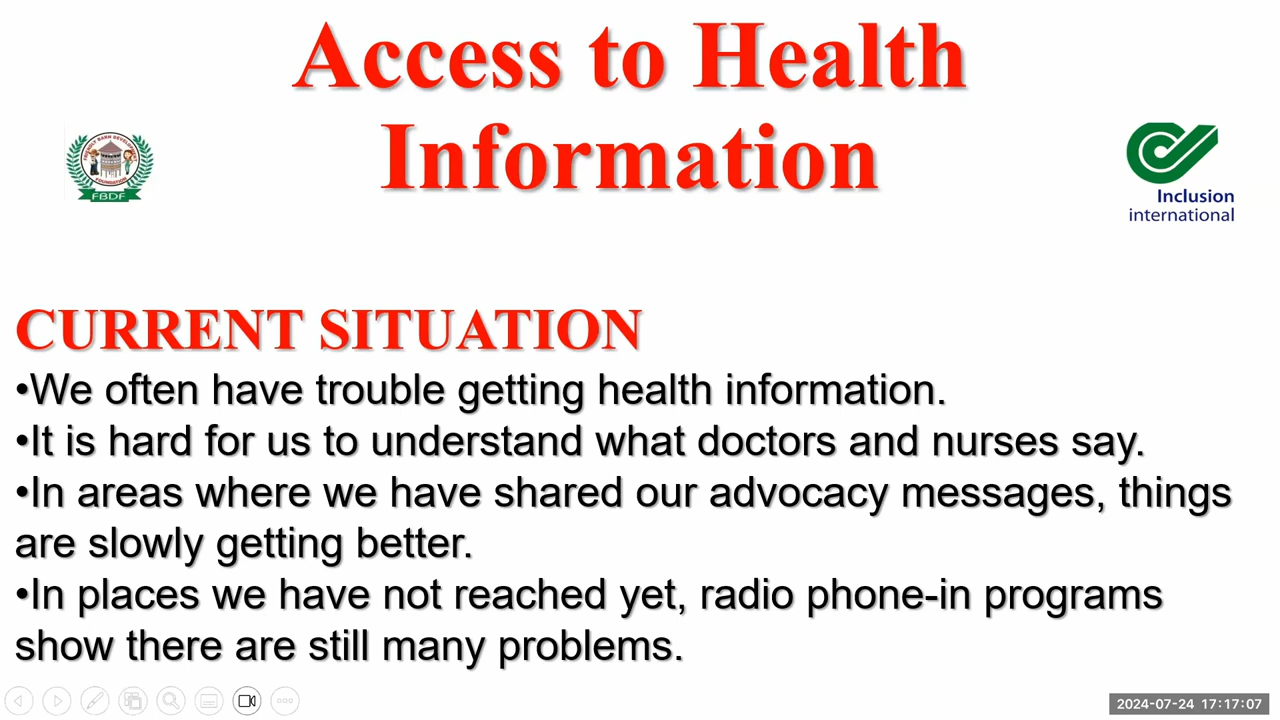 Access to Health
Information
FBDF
Inclusion
international
CURRENT SITUATION
•We often have trouble getting health information.
•It is hard for us to understand what doctors and nurses say.
•In areas where we have shared our advocacy messages, things
are slowly getting better.
•In places we have not reached yet, radio phone-in programs
show there are still many problems.
2024-07-24 17:17:07